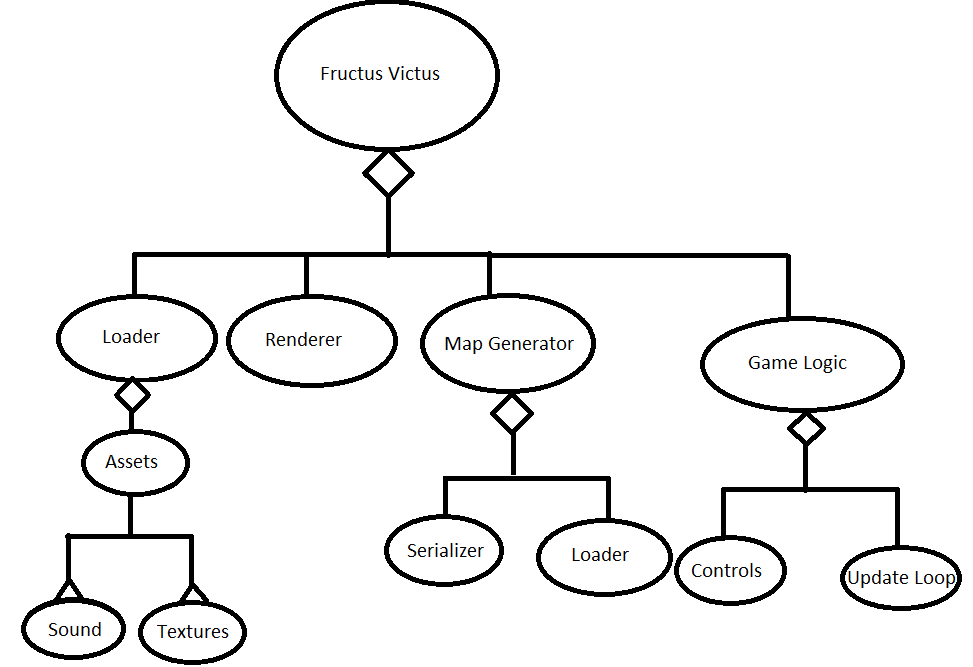 Fructus Victus
Loader
Renderer
Map Generator
Game Logic
Assets
Serializer
Loader
Controls
Update Loop
Sound
Textures